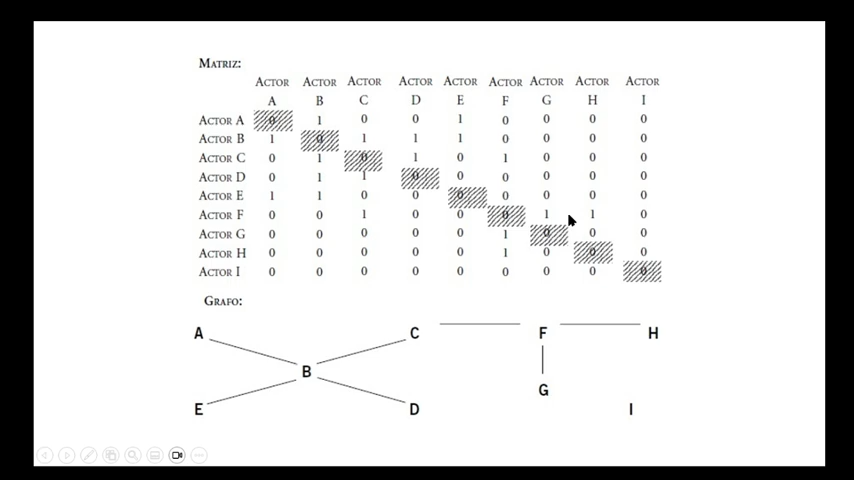 MATRIZ:
ACTOR ACTOR ACTOR ACTOR ACTOR ACTOR ACTOR ACTOR ACTOR
A B C D E F G H I
ACTOR A 0 1 0 0 1 0 0 0 0
ACTOR B 1 0 1 1 1 0 0 0 0
ACTOR C 0 1 0 1 0 1 0 0 0
ACTOR D 0 1 1 0 0 0 0 0 0
ACTOR E 1 1 0 0 0 0 0 0 0
ACTOR F 0 0 1 0 0 0 1 1 0
ACTOR G 0 0 0 0 0 1 0 0 0
ACTOR H 0 0 0 0 0 1 0 0 0
ACTOR I 0 0 0 0 0 0 0 0 0
GRAFO:
A C F H
B
G
E D I